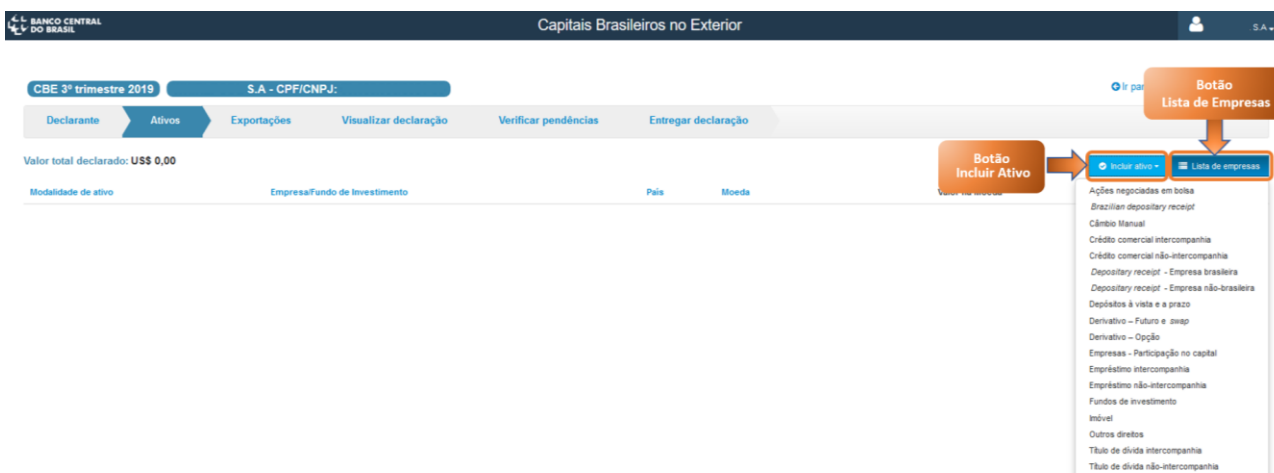 BANCO CENTRAL
DO BRASIL
Capitais Brasileiros no Exterior
S.A
CBE 3º trimestre 2019
S.A - CPF/CNPJ:
Ir par
Botão
Lista de Empresas
Declarante
Ativos
Exportações
Visualizar declaração
Verificar pendências
Entregar declaração
Valor total declarado: US$ 0,00
Botão
Incluir Ativo
Incluir ativo
Lista de empresas
Modalidade de ativo
Empresa/Fundo de Investimento
País
Moeda
Ações negociadas em bolsa
Brazilian depositary receipt
Câmbio Manual
Crédito comercial intercompanhia
Crédito comercial não-intercompanhia
Depositary receipt - Empresa brasileira
Depositary receipt - Empresa não-brasileira
Depósitos à vista e a prazo
Derivativo – Futuro e swap
Derivativo – Opção
Empresas - Participação no capital
Empréstimo intercompanhia
Empréstimo não-intercompanhia
Fundos de investimento
Imóvel
Outros direitos
Título de dívida intercompanhia
Título de dívida não-intercompanhia